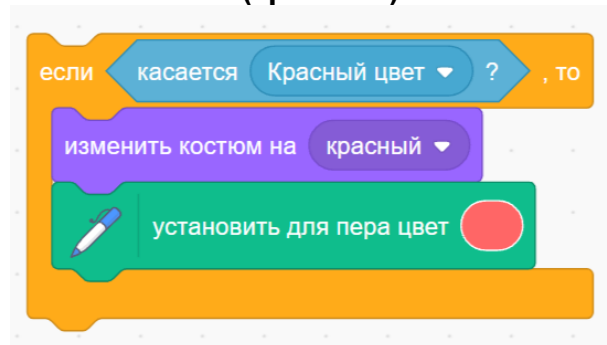 если касается Красный цвет ? , то
изменить костюм на красный
установить для пера цвет